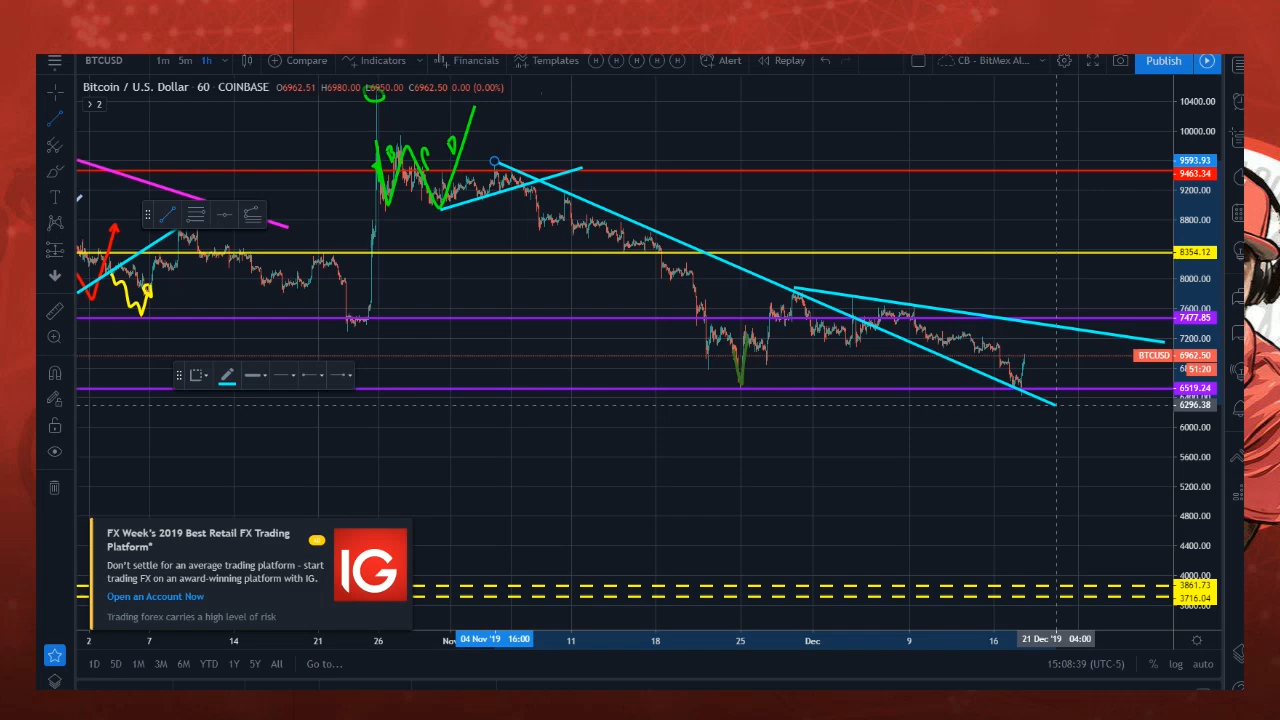 BTCUSD 1m 5m 1h Compare Indicators Financials Templates Alert Replay CB - BitMex Al... Publish
Bitcoin / U.S. Dollar · 60 · COINBASE O6962.51 H6980.00 L6950.00 C6962.50 0.00 (0.00%)
> 2
10400.00
10000.00
9593.93
9463.34
9200.00
8800.00
8354.12
8000.00
7600.00
7477.85
7200.00
BTCUSD 6962.50
51:20
6519.24
6296.38
6000.00
5600.00
5200.00
4800.00
4400.00
4000.00
3861.73
3716.04
FX Week's 2019 Best Retail FX Trading
Platform*
Ad
Don't settle for an average trading platform - start
trading FX on an award-winning platform with IG.
Open an Account Now
Trading forex carries a high level of risk
IG
2 7 14 21 26 Nov 04 Nov '19 16:00 11 18 25 Dec 9 16 21 Dec '19 04:00
1D 5D 1M 3M 6M YTD 1Y 5Y All Go to... 15:08:39 (UTC-5) % log auto